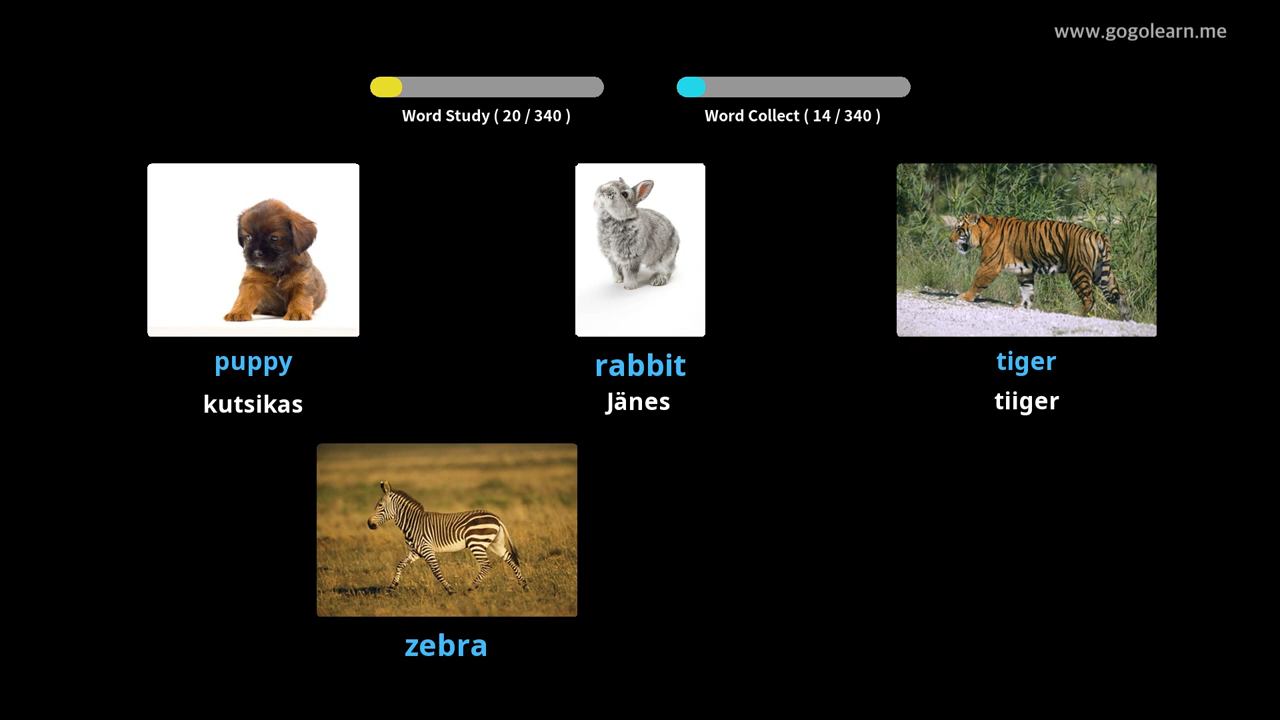 www.gogolearn.me
Word Study ( 20 / 340 )
Word Collect ( 14 / 340 )
puppy
rabbit
tiger
kutsikas
Jänes
tiiger
zebra